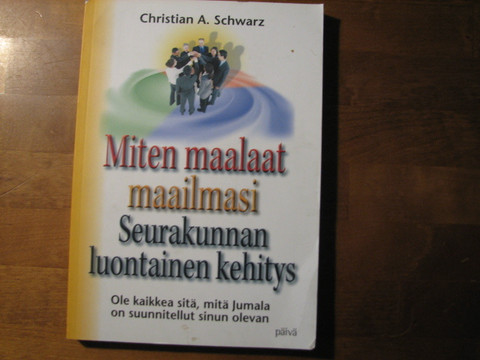 Christian A. Schwarz
Miten maalaat
maailmasi
Seurakunnan
luontainen kehitys
Ole kaikkea sitä, mitä Jumala
on suunnitellut sinun olevan
päivä